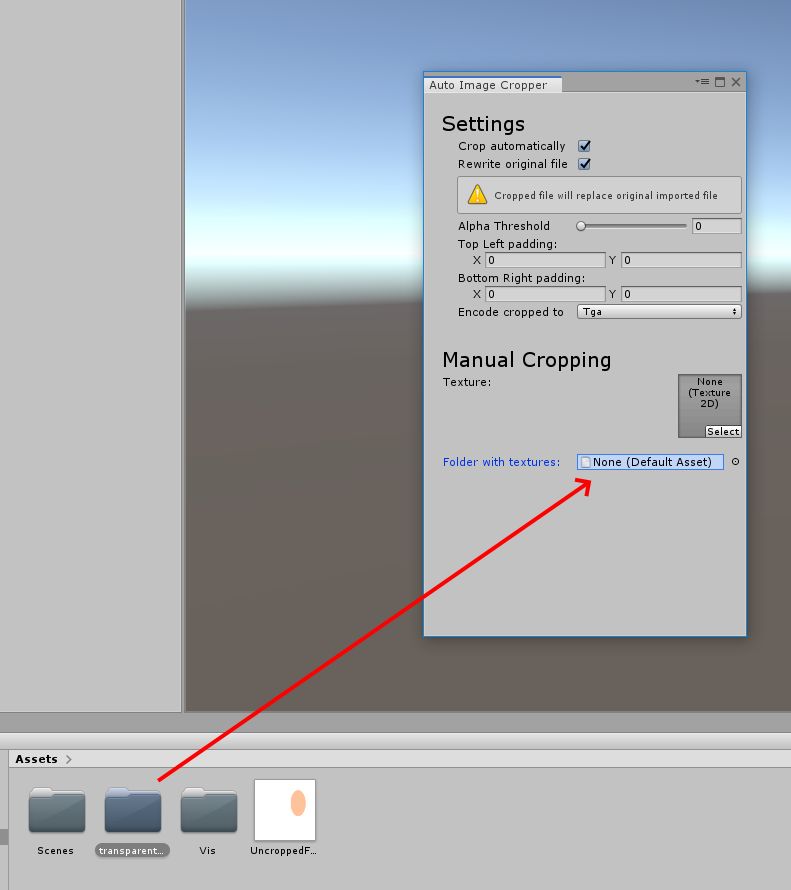 Auto Image Cropper
Settings
Crop automatically
Rewrite original file
Cropped file will replace original imported file
Alpha Threshold 0
Top Left padding:
X 0 Y 0
Bottom Right padding:
X 0 Y 0
Encode cropped to Tga
Manual Cropping
Texture:
None
(Texture
2D)
Select
Folder with textures: None (Default Asset)
Assets
Scenes transparent... Vis UncroppedF...